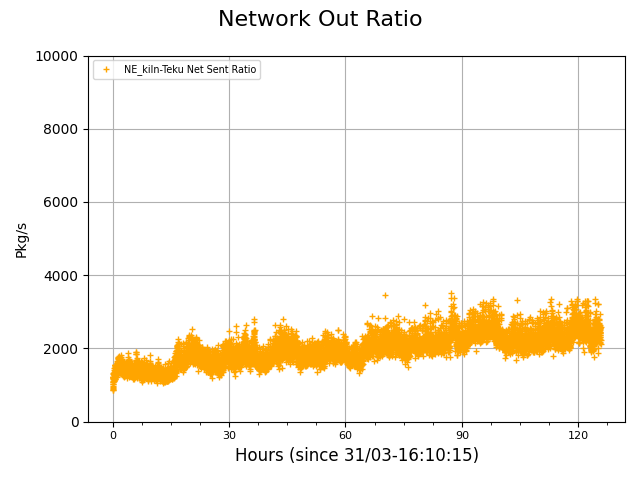 Network Out Ratio
10000
8000
6000
4000
2000
0
Pkg/s
NE_kiln-Teku Net Sent Ratio
0 30 60 90 120
Hours (since 31/03-16:10:15)